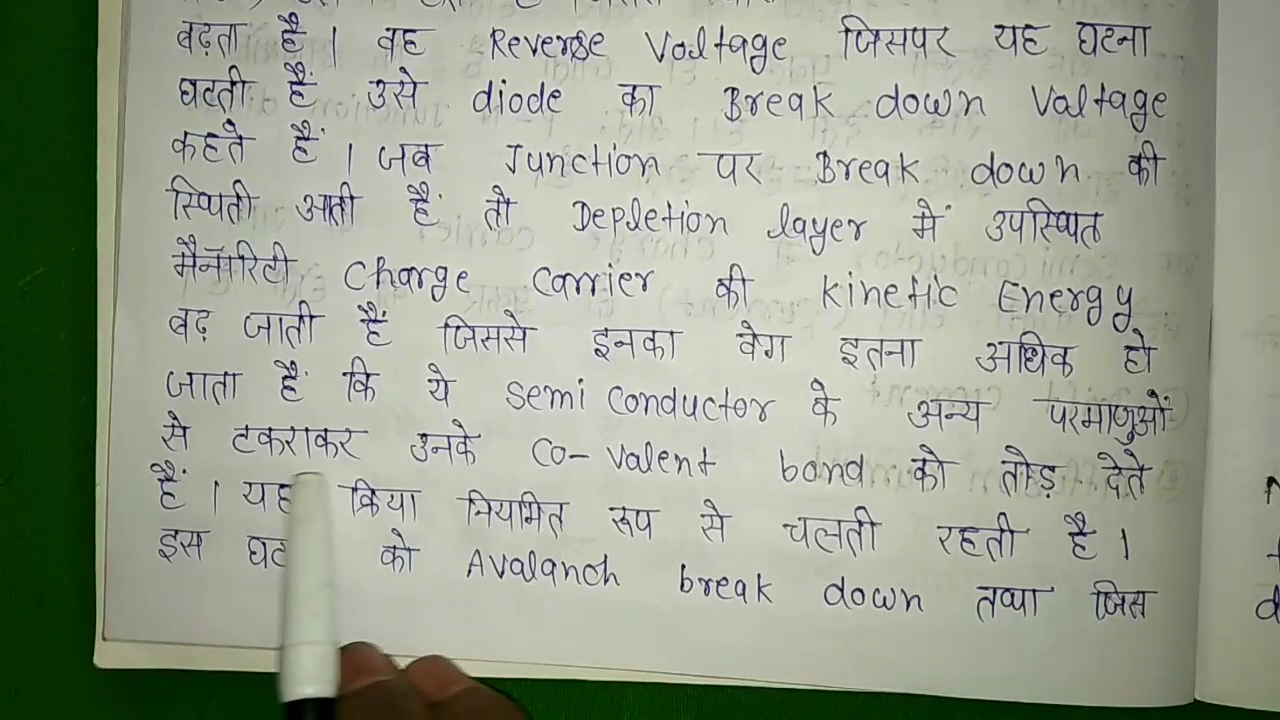 बढ़ता है। वह Reverse Voltage जिसपर यह घटना
घटती हैं उसे diode का Break down Voltage
कहते हैं। जब Junction पर Break down की
स्थिती आती हैं तो Depletion layer में उपस्थित
मैनॉरिटी Charge Carrier की Kinetic Energy
बढ़ जाती हैं जिससे इनका वेग इतना अधिक हो
जाता हैं कि ये Semi Conductor के अन्य परमाणुओं
से टकराकर उनके Co-Valent bond को तोड़ देते
हैं। यह क्रिया नियमित रूप से चलती रहती है।
इस को Avalanch break down तथा जिस